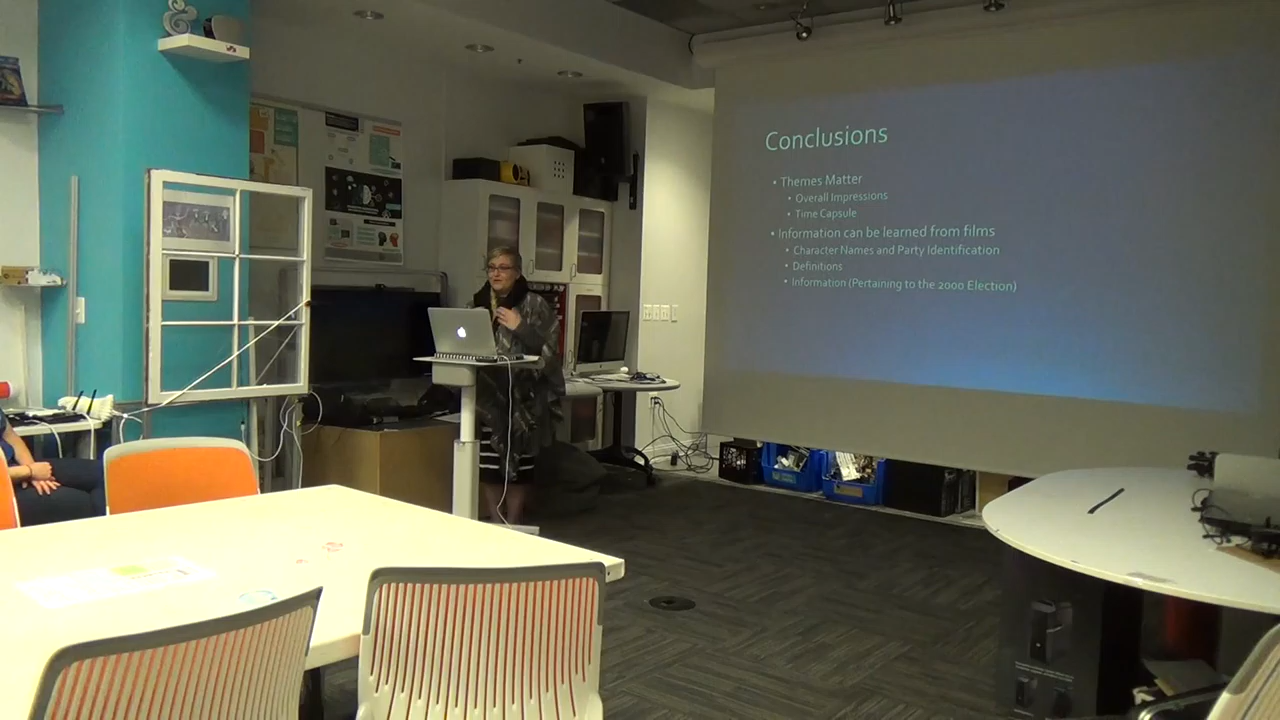 Conclusions
• Themes Matter
• Overall Impressions
• Time Capsule
• Information can be learned from films
• Character Names and Party Identification
• Definitions
• Information (Pertaining to the 2000 Election)